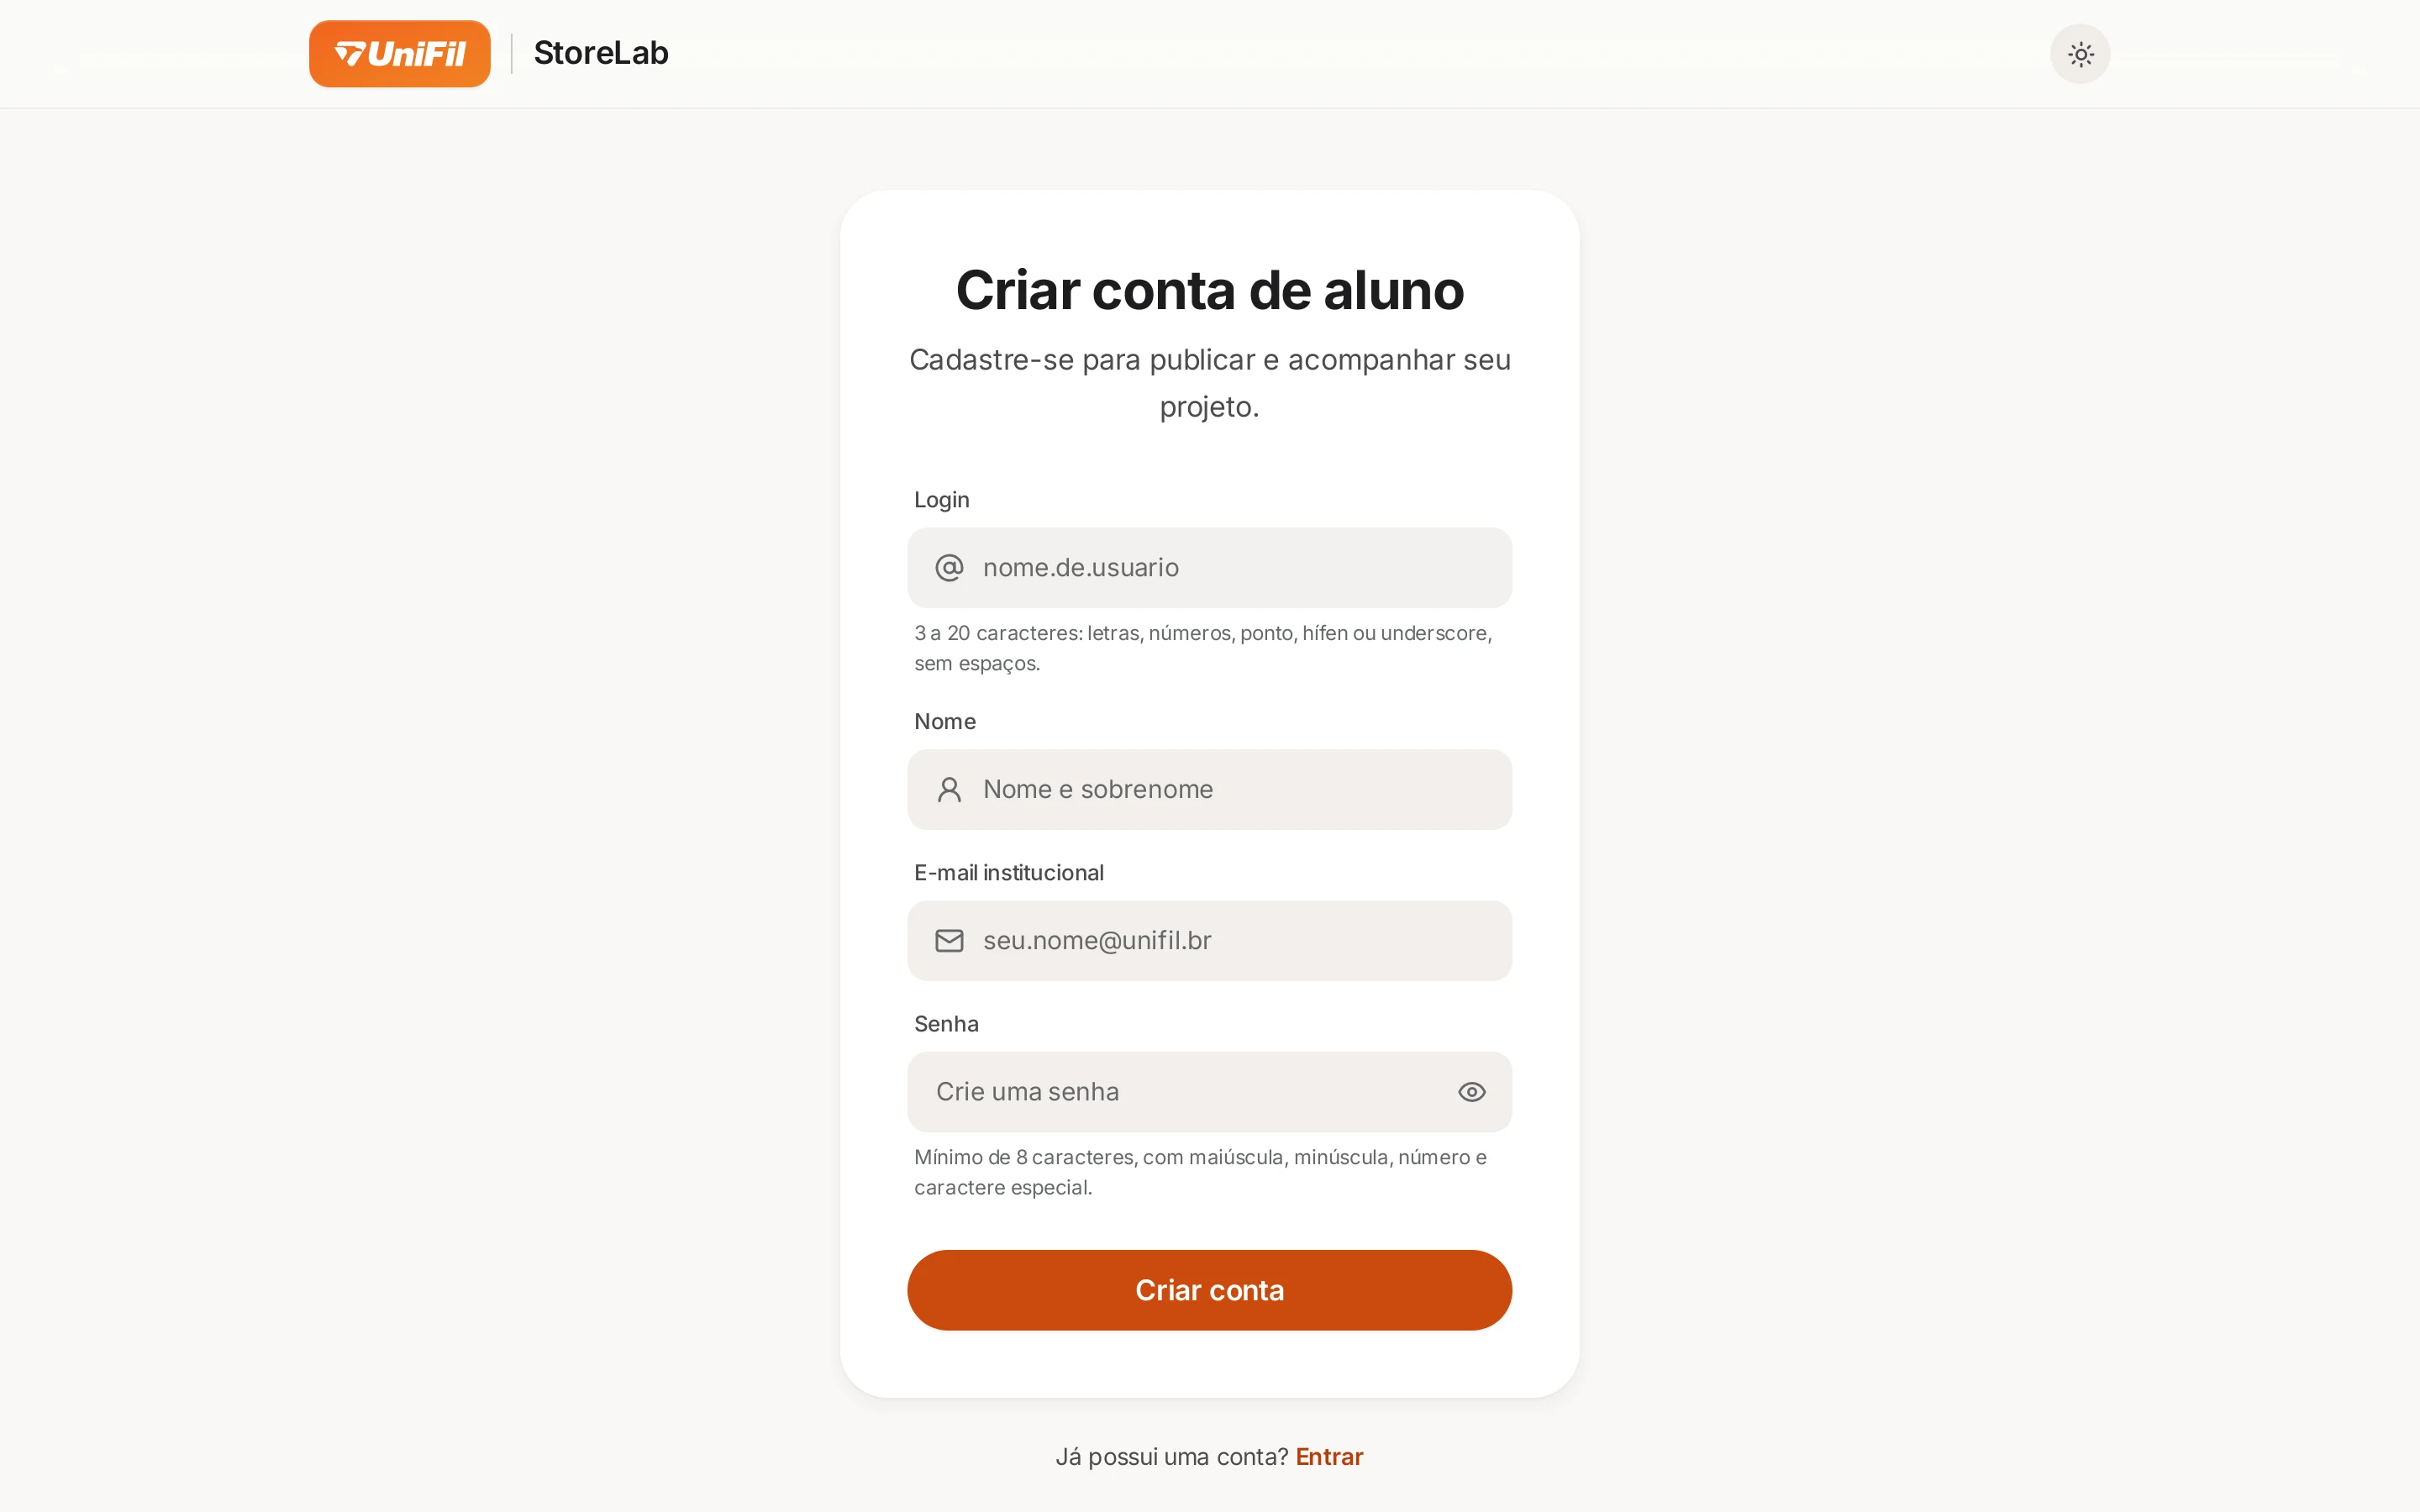 UniFil
StoreLab
Criar conta de aluno
Cadastre-se para publicar e acompanhar seu
projeto.
Login
nome.de.usuario
3 a 20 caracteres: letras, números, ponto, hífen ou underscore,
sem espaços.
Nome
Nome e sobrenome
E-mail institucional
seu.nome@unifil.br
Senha
Crie uma senha
Mínimo de 8 caracteres, com maiúscula, minúscula, número e
caractere especial.
Criar conta
Já possui uma conta? Entrar